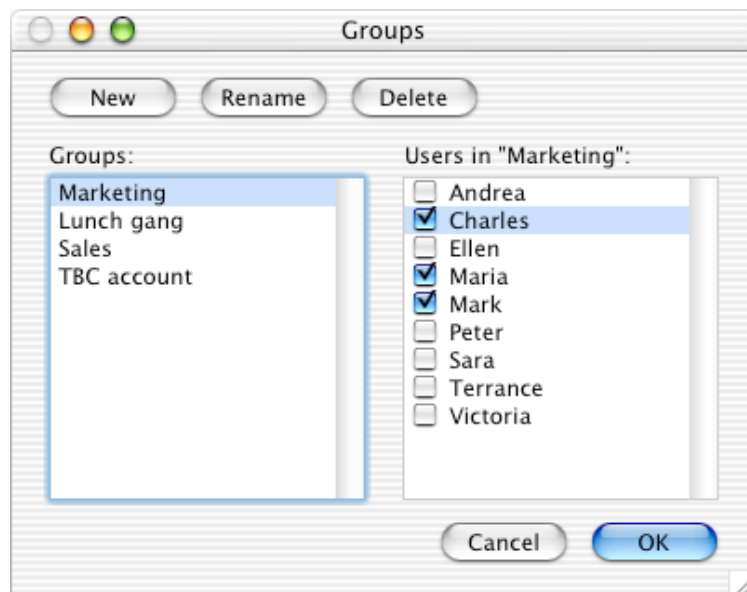 Groups
New Rename Delete
Groups:
Marketing
Lunch gang
Sales
TBC account
Users in "Marketing":
Andrea
Charles
Ellen
Maria
Mark
Peter
Sara
Terrance
Victoria
Cancel OK